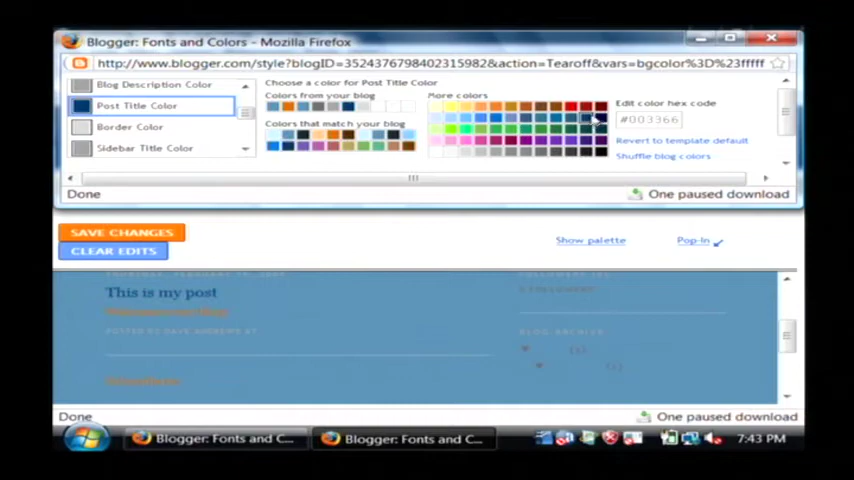 Blogger: Fonts and Colors - Mozilla Firefox
http://www.blogger.com/style?blogID=3524376798402315982&action=Tearoff&vars=bgcolor%3D%23fffff
Blog Description Color
Post Title Color
Border Color
Sidebar Title Color
Choose a color for Post Title Color
Colors from your blog
Colors that match your blog
More colors
Edit color hex code
#003366
Revert to template default
Shuffle blog colors
Done
One paused download
SAVE CHANGES
CLEAR EDITS
Show palette
Pop-In
This is my post
BLOG ARCHIVE
Done
One paused download
Blogger: Fonts and C...
Blogger: Fonts and C...
7:43 PM